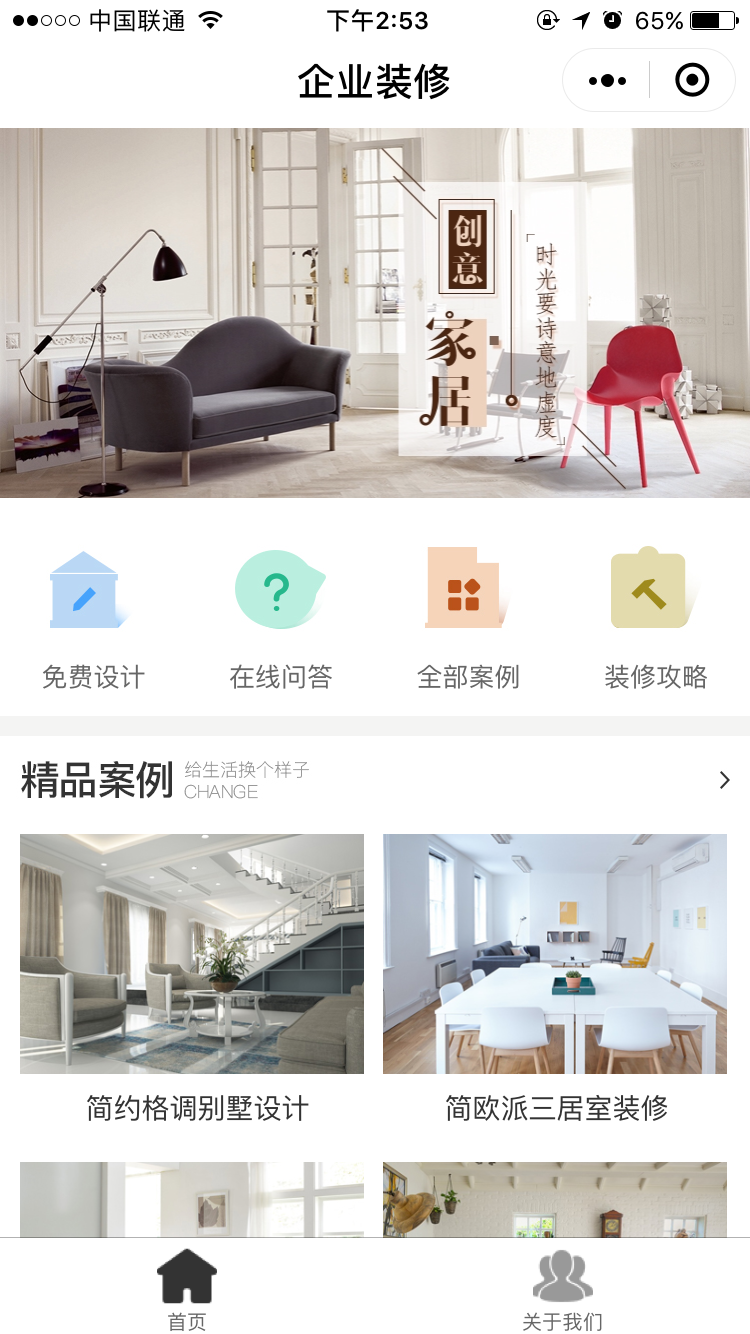 中国联通
下午2:53
65%
企业装修
创意
家居
「时光要诗意地虚度」
免费设计
在线问答
全部案例
装修攻略
精品案例
给生活换个样子
CHANGE
简约格调别墅设计
简欧派三居室装修
首页
关于我们